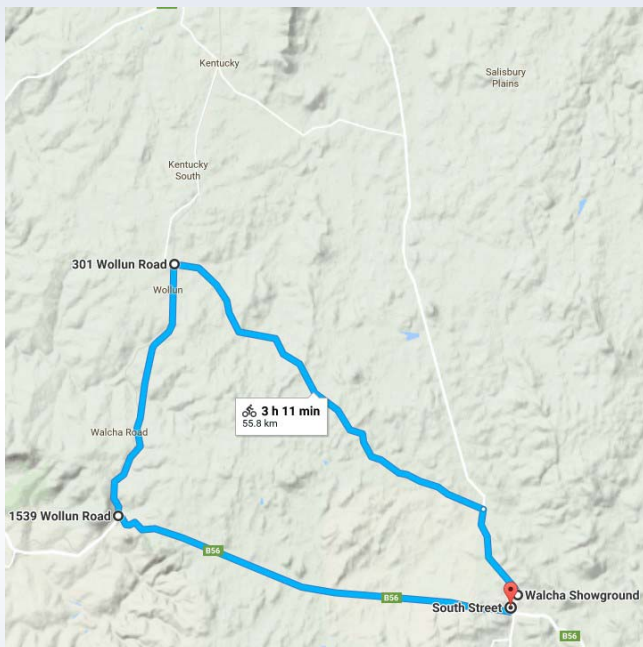 Kentucky
Salisbury
Plains
Kentucky
South
301 Wollun Road
Wollun
3 h 11 min
55.8 km
Walcha Road
1539 Wollun Road
B56
B56
Walcha Showground
South Street
B56